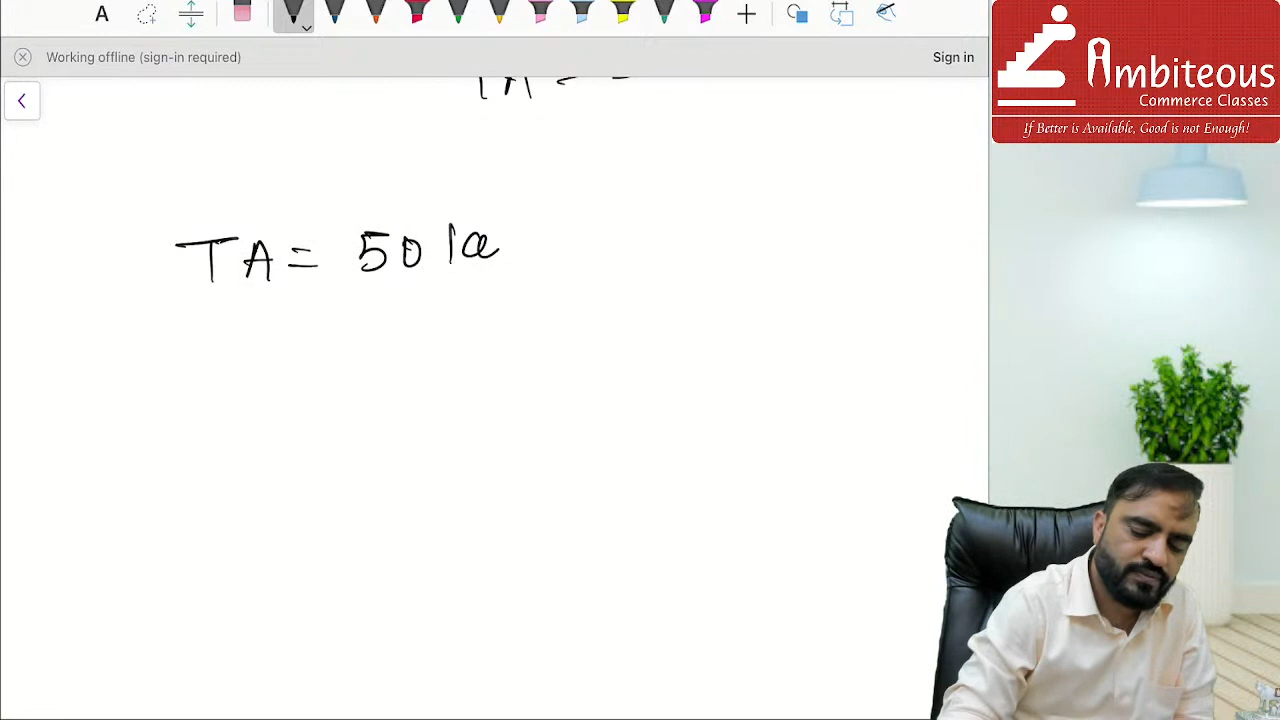 A
Working offline (sign-in required)
Sign in
TA =
TA = 50 la
Ambiteous
Commerce Classes
If Better is Available, Good is not Enough!